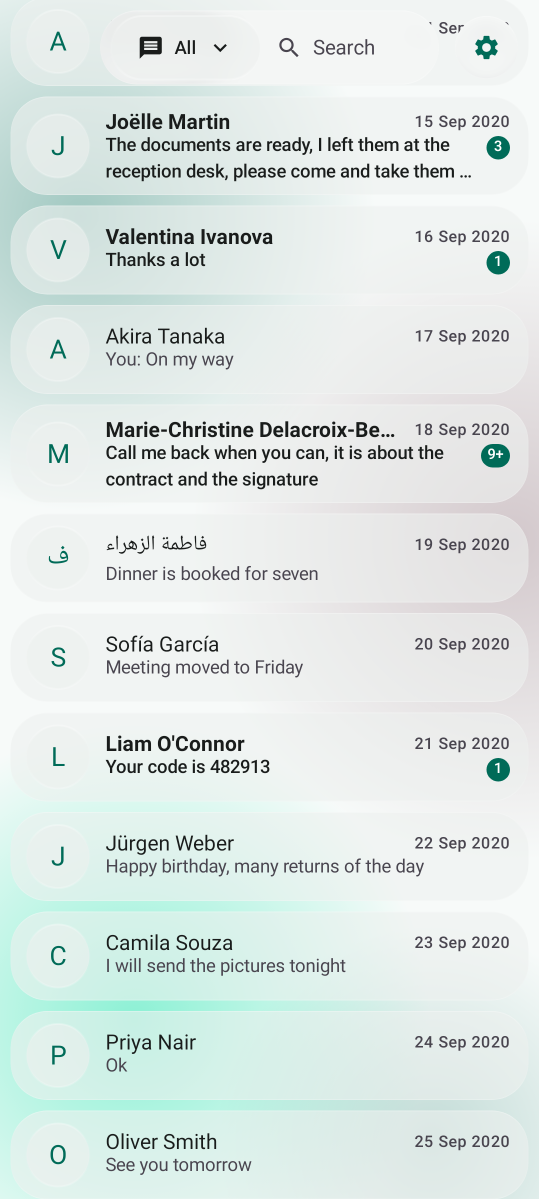 A
All
Search
J
Joëlle Martin
15 Sep 2020
The documents are ready, I left them at the
3
reception desk, please come and take them …
V
Valentina Ivanova
16 Sep 2020
Thanks a lot
1
A
Akira Tanaka
17 Sep 2020
You: On my way
M
Marie-Christine Delacroix-Be…
18 Sep 2020
Call me back when you can, it is about the
9+
contract and the signature
ف
فاطمة الزهراء
19 Sep 2020
Dinner is booked for seven
S
Sofía García
20 Sep 2020
Meeting moved to Friday
L
Liam O'Connor
21 Sep 2020
Your code is 482913
1
J
Jürgen Weber
22 Sep 2020
Happy birthday, many returns of the day
C
Camila Souza
23 Sep 2020
I will send the pictures tonight
P
Priya Nair
24 Sep 2020
Ok
O
Oliver Smith
25 Sep 2020
See you tomorrow